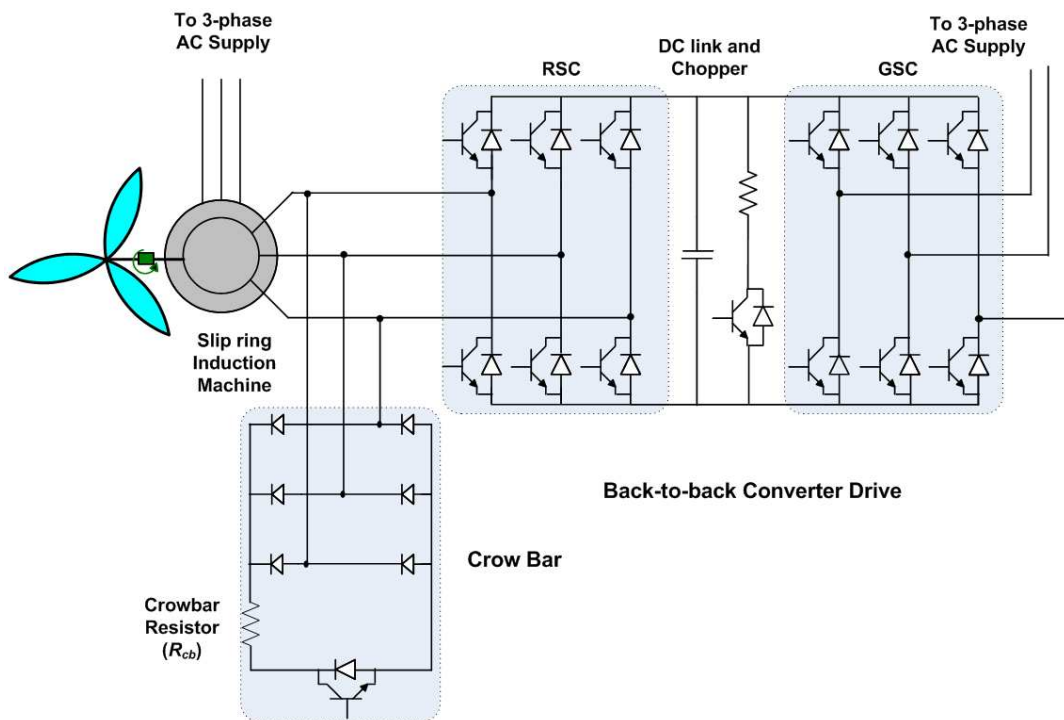 To 3-phase
AC Supply
RSC
DC link and
Chopper
GSC
To 3-phase
AC Supply
Slip ring
Induction
Machine
Back-to-back Converter Drive
Crow Bar
Crowbar
Resistor
(Rcb)